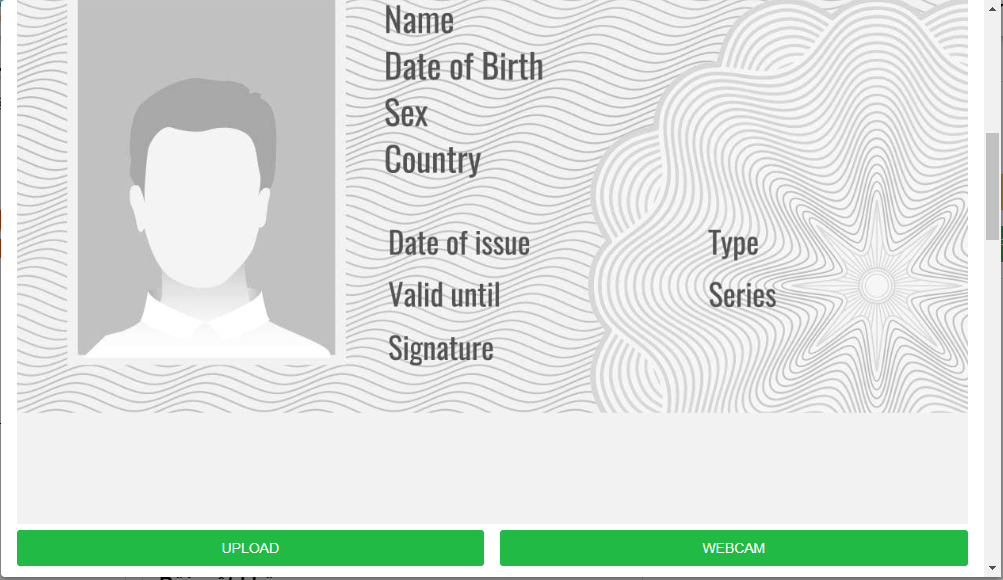 Name
Date of Birth
Sex
Country
Date of issue Type
Valid until Series
Signature
UPLOAD WEBCAM